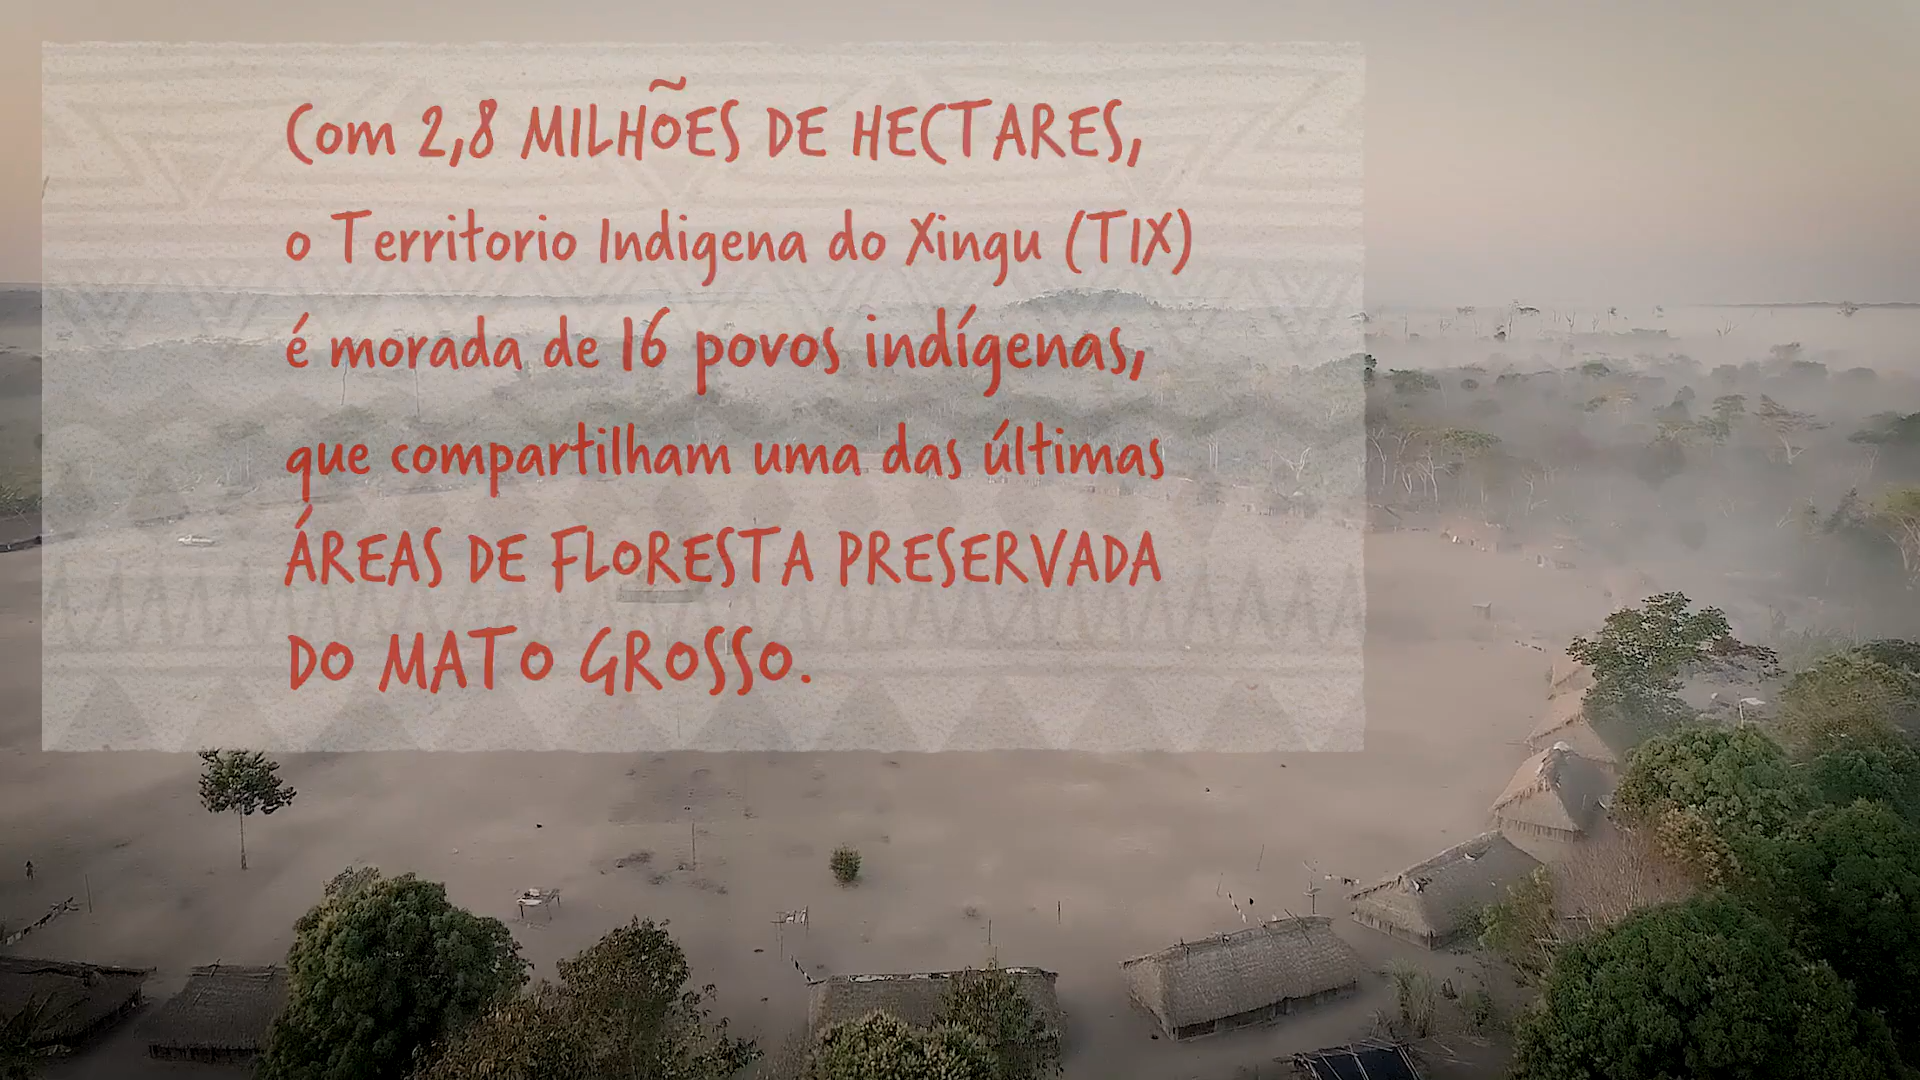 Com 2,8 MILHÕES DE HECTARES,
o Territorio Indigena do Xingu (TIX)
é morada de 16 povos indígenas,
que compartilham uma das últimas
ÁREAS DE FLORESTA PRESERVADA
DO MATO GROSSO.